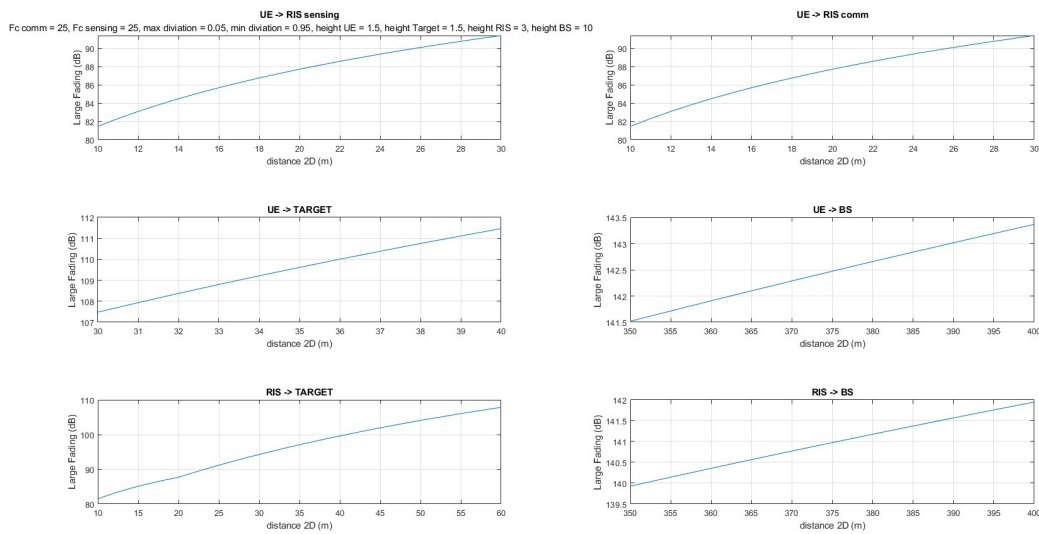 UE -> RIS sensing
Fc comm = 25, Fc sensing = 25, max diviation = 0.05, min diviation = 0.95, height UE = 1.5, height Target = 1.5, height RIS = 3, height BS = 10
90
88
86
84
82
80
Large Fading (dB)
10 12 14 16 18 20 22 24 26 28 30
distance 2D (m)
UE -> RIS comm
90
88
86
84
82
80
Large Fading (dB)
10 12 14 16 18 20 22 24 26 28 30
distance 2D (m)
UE -> TARGET
112
111
110
109
108
107
Large Fading (dB)
30 31 32 33 34 35 36 37 38 39 40
distance 2D (m)
UE -> BS
143.5
143
142.5
142
141.5
Large Fading (dB)
350 355 360 365 370 375 380 385 390 395 400
distance 2D (m)
RIS -> TARGET
110
100
90
80
Large Fading (dB)
10 15 20 25 30 35 40 45 50 55 60
distance 2D (m)
RIS -> BS
142
141.5
141
140.5
140
139.5
Large Fading (dB)
350 355 360 365 370 375 380 385 390 395 400
distance 2D (m)